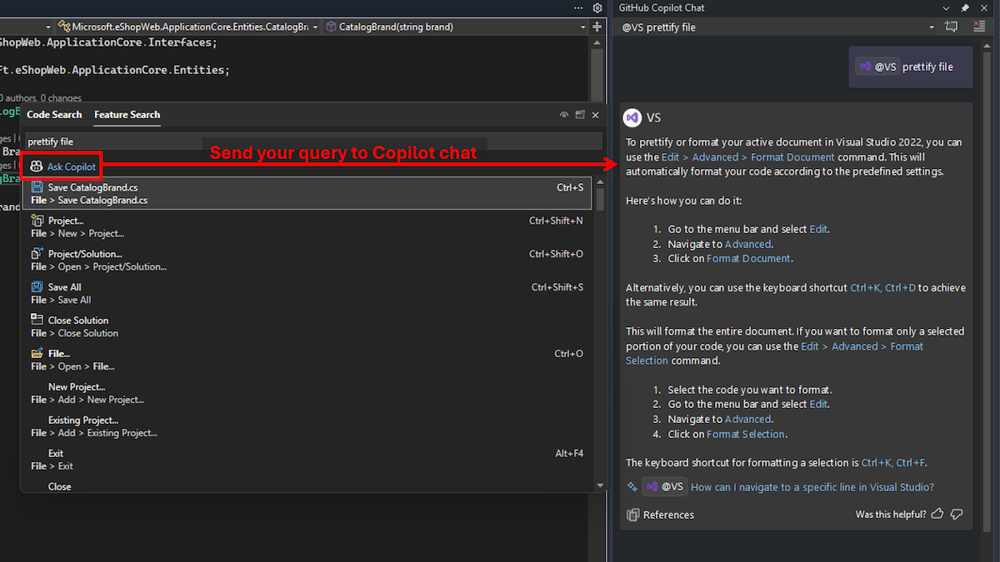 GitHub Copilot Chat
Microsoft.eShopWeb.ApplicationCore.Entities.CatalogBr
CatalogBrand(string brand)
@VS prettify file
ShopWeb.ApplicationCore.Interfaces;
ft.eShopWeb.ApplicationCore.Entities;
0 authors, 0 changes
Code Search
Feature Search
prettify file
Ask Copilot
Send your query to Copilot chat
Save CatalogBrand.cs
Ctrl+S
File > Save CatalogBrand.cs
Project...
Ctrl+Shift+N
File > New > Project...
Project/Solution...
Ctrl+Shift+O
File > Open > Project/Solution...
Save All
Ctrl+Shift+S
File > Save All
Close Solution
File > Close Solution
File...
Ctrl+O
File > Open > File...
New Project...
File > Add > New Project...
Existing Project...
File > Add > Existing Project...
Exit
Alt+F4
File > Exit
Close
@VS prettify file
VS
To prettify or format your active document in Visual Studio 2022, you can
use the Edit > Advanced > Format Document command. This will
automatically format your code according to the predefined settings.
Here's how you can do it:
1. Go to the menu bar and select Edit.
2. Navigate to Advanced.
3. Click on Format Document.
Alternatively, you can use the keyboard shortcut Ctrl+K, Ctrl+D to achieve
the same result.
This will format the entire document. If you want to format only a selected
portion of your code, you can use the Edit > Advanced > Format
Selection command.
1. Select the code you want to format.
2. Go to the menu bar and select Edit.
3. Navigate to Advanced.
4. Click on Format Selection.
The keyboard shortcut for formatting a selection is Ctrl+K, Ctrl+F.
@VS How can I navigate to a specific line in Visual Studio?
References
Was this helpful?